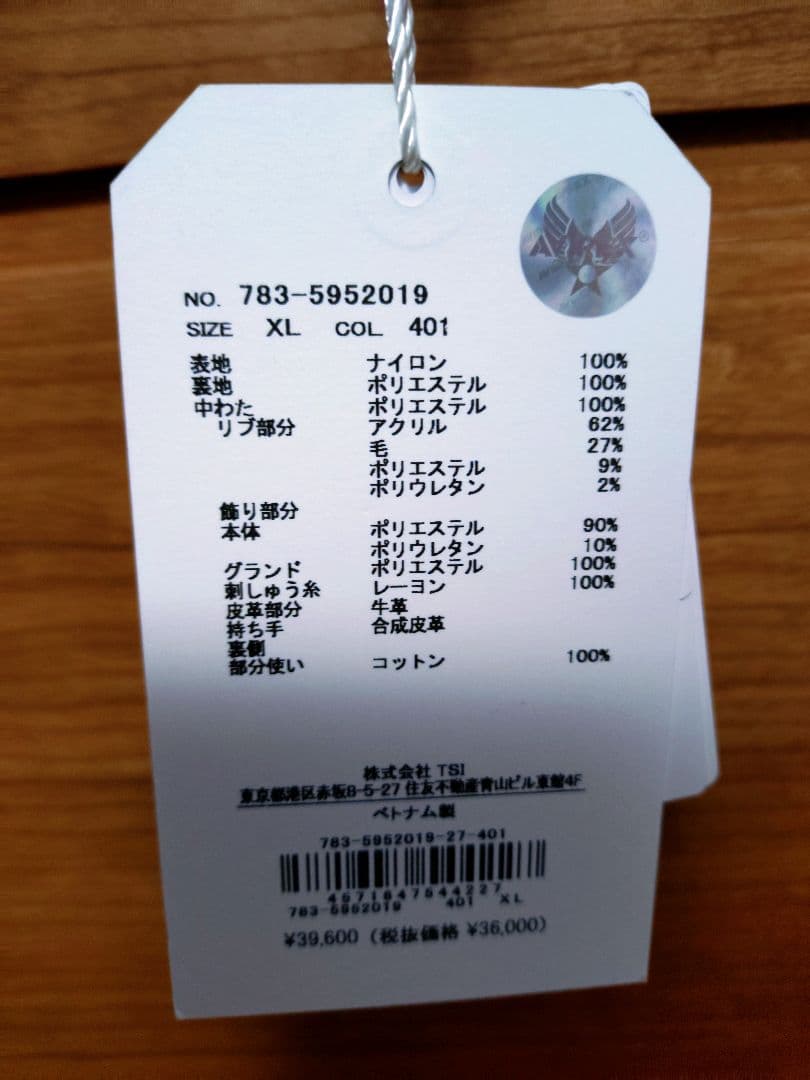 NO. 783-5952019
SIZE XL COL 401
表地 ナイロン 100%
裏地 ポリエステル 100%
中わた ポリエステル 100%
リブ部分 アクリル 62%
毛 27%
ポリエステル 9%
ポリウレタン 2%
飾り部分
本体 ポリエステル 90%
ポリウレタン 10%
グランド ポリエステル 100%
刺しゅう糸 レーヨン 100%
皮革部分 牛革
持ち手 合成皮革
裏側
部分使い コットン 100%
株式会社 TSI
東京都港区赤坂8-5-27 住友不動産青山ビル東館4F
ベトナム製
783-5952019-27-401
4571847544227
783-5952019 401 XL
¥39,600 (税抜価格 ¥36,000)